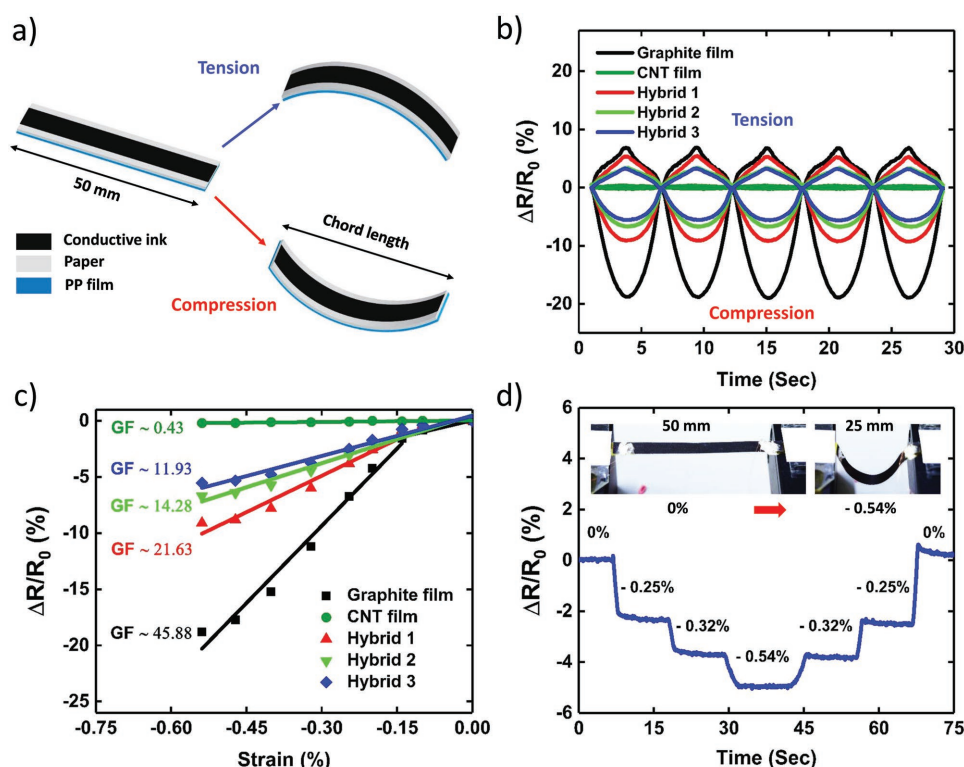 a)
Tension
50 mm
Chord length
Compression
Conductive ink
Paper
PP film
b)
Graphite film
CNT film
Hybrid 1
Hybrid 2
Hybrid 3
Tension
Compression
ΔR/R0 (%)
20
10
0
-10
-20
0 5 10 15 20 25 30
Time (Sec)
c)
GF ~ 0.43
GF ~ 11.93
GF ~ 14.28
GF ~ 21.63
GF ~ 45.88
Graphite film
CNT film
Hybrid 1
Hybrid 2
Hybrid 3
ΔR/R0 (%)
0
-5
-10
-15
-20
-25
-0.75 -0.60 -0.45 -0.30 -0.15 0.00
Strain (%)
d)
50 mm 25 mm
0% - 0.54%
0% 0%
- 0.25% - 0.25%
- 0.32% - 0.32%
- 0.54%
ΔR/R0 (%)
6
4
2
0
-2
-4
-6
0 15 30 45 60 75
Time (Sec)